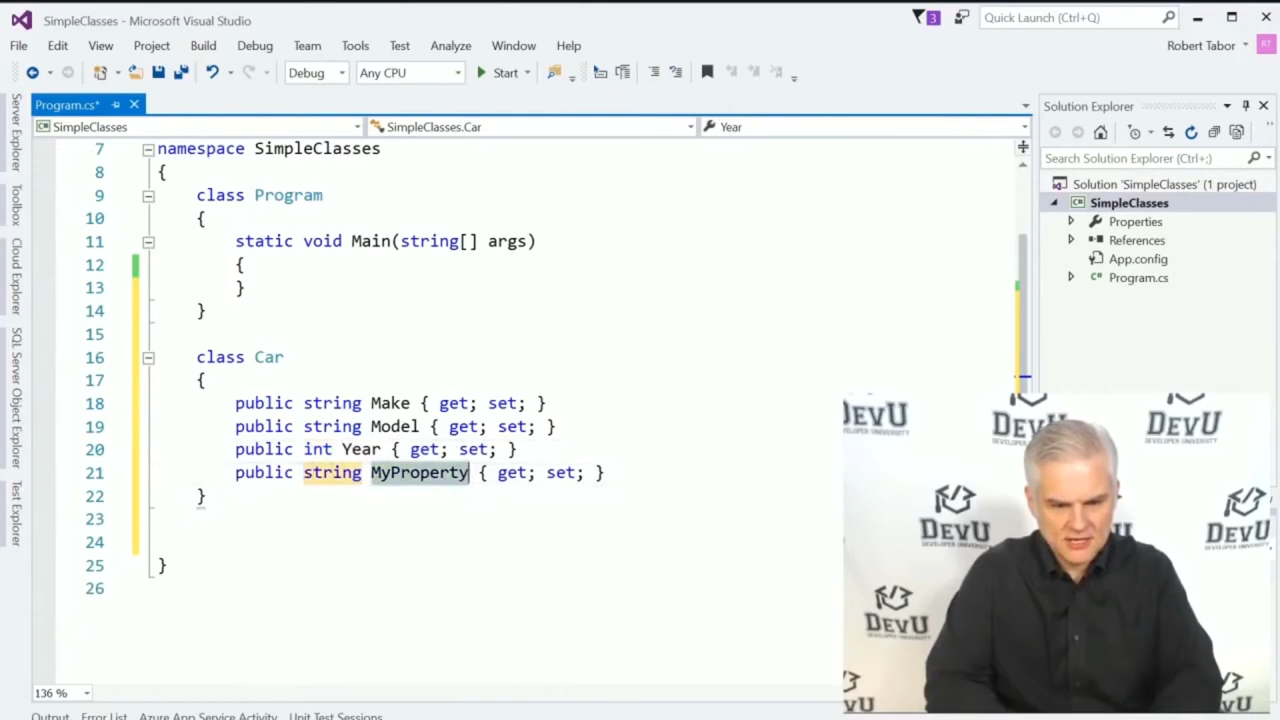 SimpleClasses - Microsoft Visual Studio
3
Quick Launch (Ctrl+Q)
File Edit View Project Build Debug Team Tools Test Analyze Window Help
Robert Tabor
RT
Debug
Any CPU
Start
Program.cs*
SimpleClasses
SimpleClasses.Car
Year
Server Explorer
Toolbox
Cloud Explorer
SQL Server Object Explorer
Test Explorer
7 namespace SimpleClasses
8 {
9 class Program
10 {
11 static void Main(string[] args)
12 {
13 }
14 }
15
16 class Car
17 {
18 public string Make { get; set; }
19 public string Model { get; set; }
20 public int Year { get; set; }
21 public string MyProperty { get; set; }
22 }
23
24
25 }
26
136 %
Output Error List Azure App Service Activity Unit Test Sessions
Solution Explorer
Search Solution Explorer (Ctrl+;)
Solution 'SimpleClasses' (1 project)
SimpleClasses
Properties
References
App.config
Program.cs
DEVU
DEVELOPER UNIVERSITY